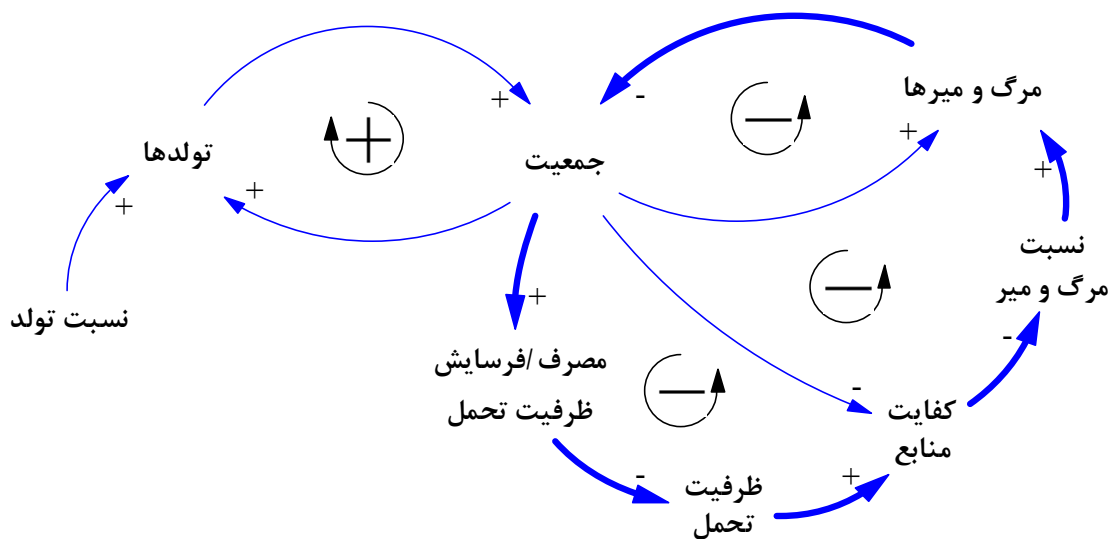 مرگ و میرها
تولدها
جمعیت
نسبت
مرگ و میر
نسبت تولد
مصرف /فرسایش
ظرفیت تحمل
کفایت
منابع
ظرفیت
تحمل
+
-
+
+
+
+
+
-
-
-
+
+
—
—
—